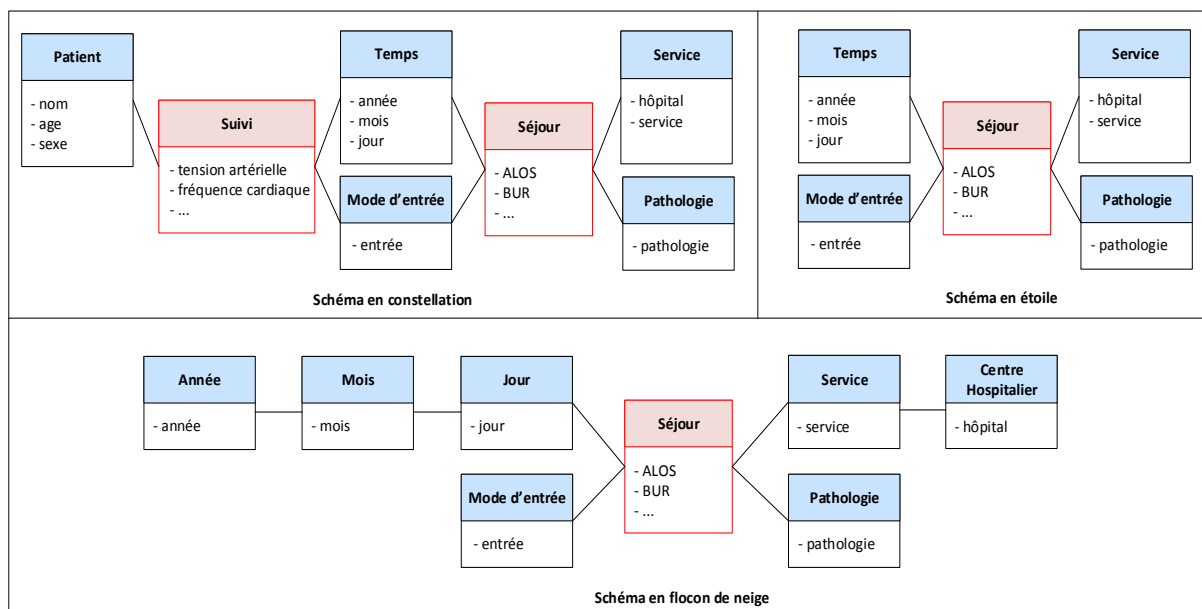 Patient
- nom
- age
- sexe
Suivi
- tension artérielle
- fréquence cardiaque
- ...
Temps
- année
- mois
- jour
Mode d’entrée
- entrée
Séjour
- ALOS
- BUR
- ...
Service
- hôpital
- service
Pathologie
- pathologie
Schéma en constellation
Temps
- année
- mois
- jour
Mode d’entrée
- entrée
Séjour
- ALOS
- BUR
- ...
Service
- hôpital
- service
Pathologie
- pathologie
Schéma en étoile
Année
- année
Mois
- mois
Jour
- jour
Mode d’entrée
- entrée
Séjour
- ALOS
- BUR
- ...
Service
- service
Centre
Hospitalier
- hôpital
Pathologie
- pathologie
Schéma en flocon de neige